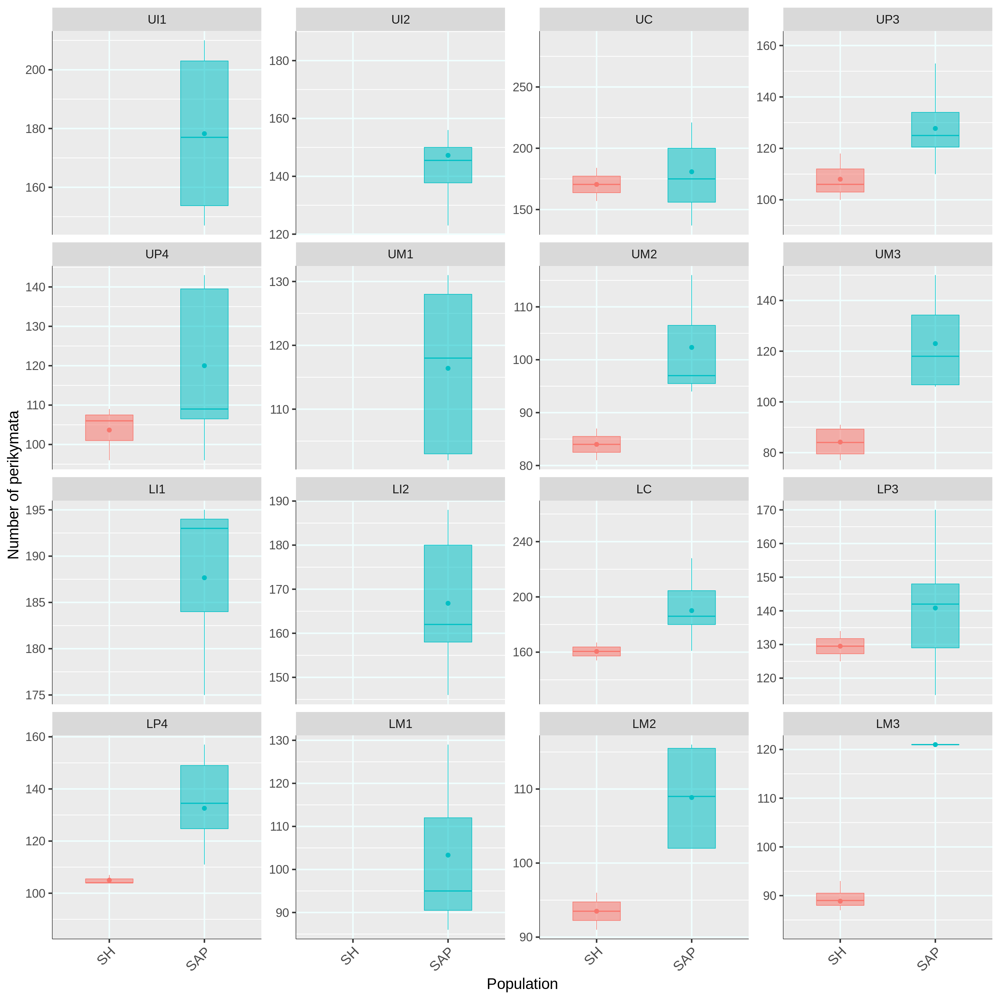 UI1 UI2 UC UP3
200 180 160
180 160 140 120
250 200 150
160 140 120 100
UP4 UM1 UM2 UM3
140 130 120 110 100
130 120 110
110 100 90 80
140 120 100 80
Number of perikymata
LI1 LI2 LC LP3
195 190 185 180 175
190 180 170 160 150
240 200 160
170 160 150 140 130 120
LP4 LM1 LM2 LM3
160 140 120 100
130 120 110 100 90
110 100 90
120 110 100 90
SH SAP SH SAP SH SAP SH SAP
Population